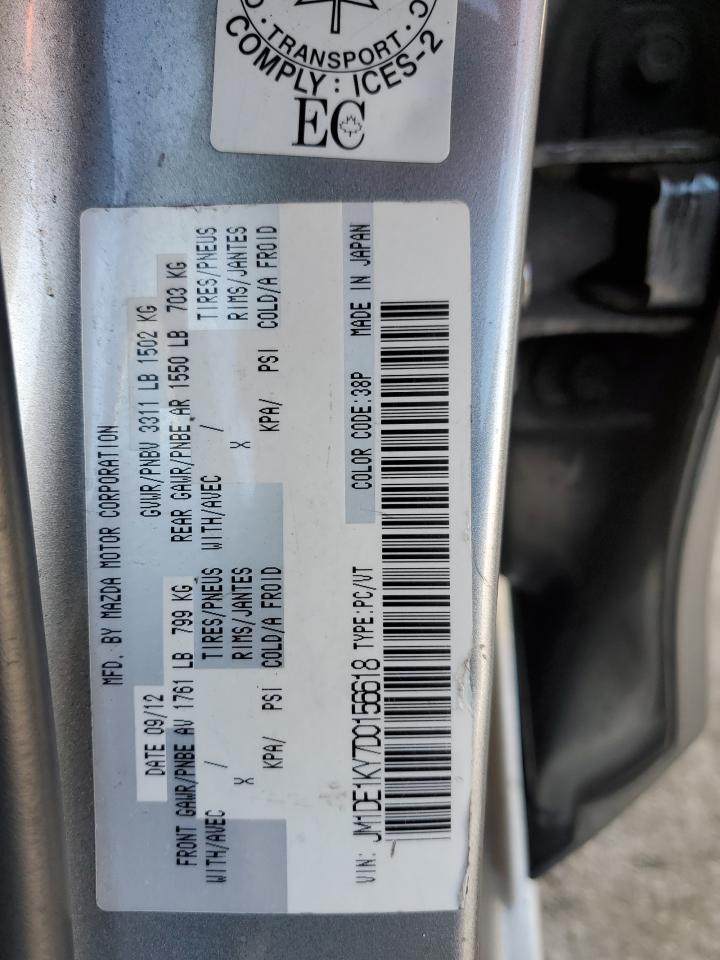 · TRANSPORT ·
COMPLY : ICES-2
EC
MFD. BY MAZDA MOTOR CORPORATION
DATE 09/12 GVWR/PNBV 3311 LB 1502 KG
FRONT GAWR/PNBE AV 1761 LB 799 KG REAR GAWR/PNBE AR 1550 LB 703 KG
WITH/AVEC / TIRES/PNEUS WITH/AVEC / TIRES/PNEUS
X RIMS/JANTES X RIMS/JANTES
KPA/ PSI COLD/A FROID KPA/ PSI COLD/A FROID
VIN: JM1DE1KY7D0156618 TYPE:PC/VT COLOR CODE:38P MADE IN JAPAN